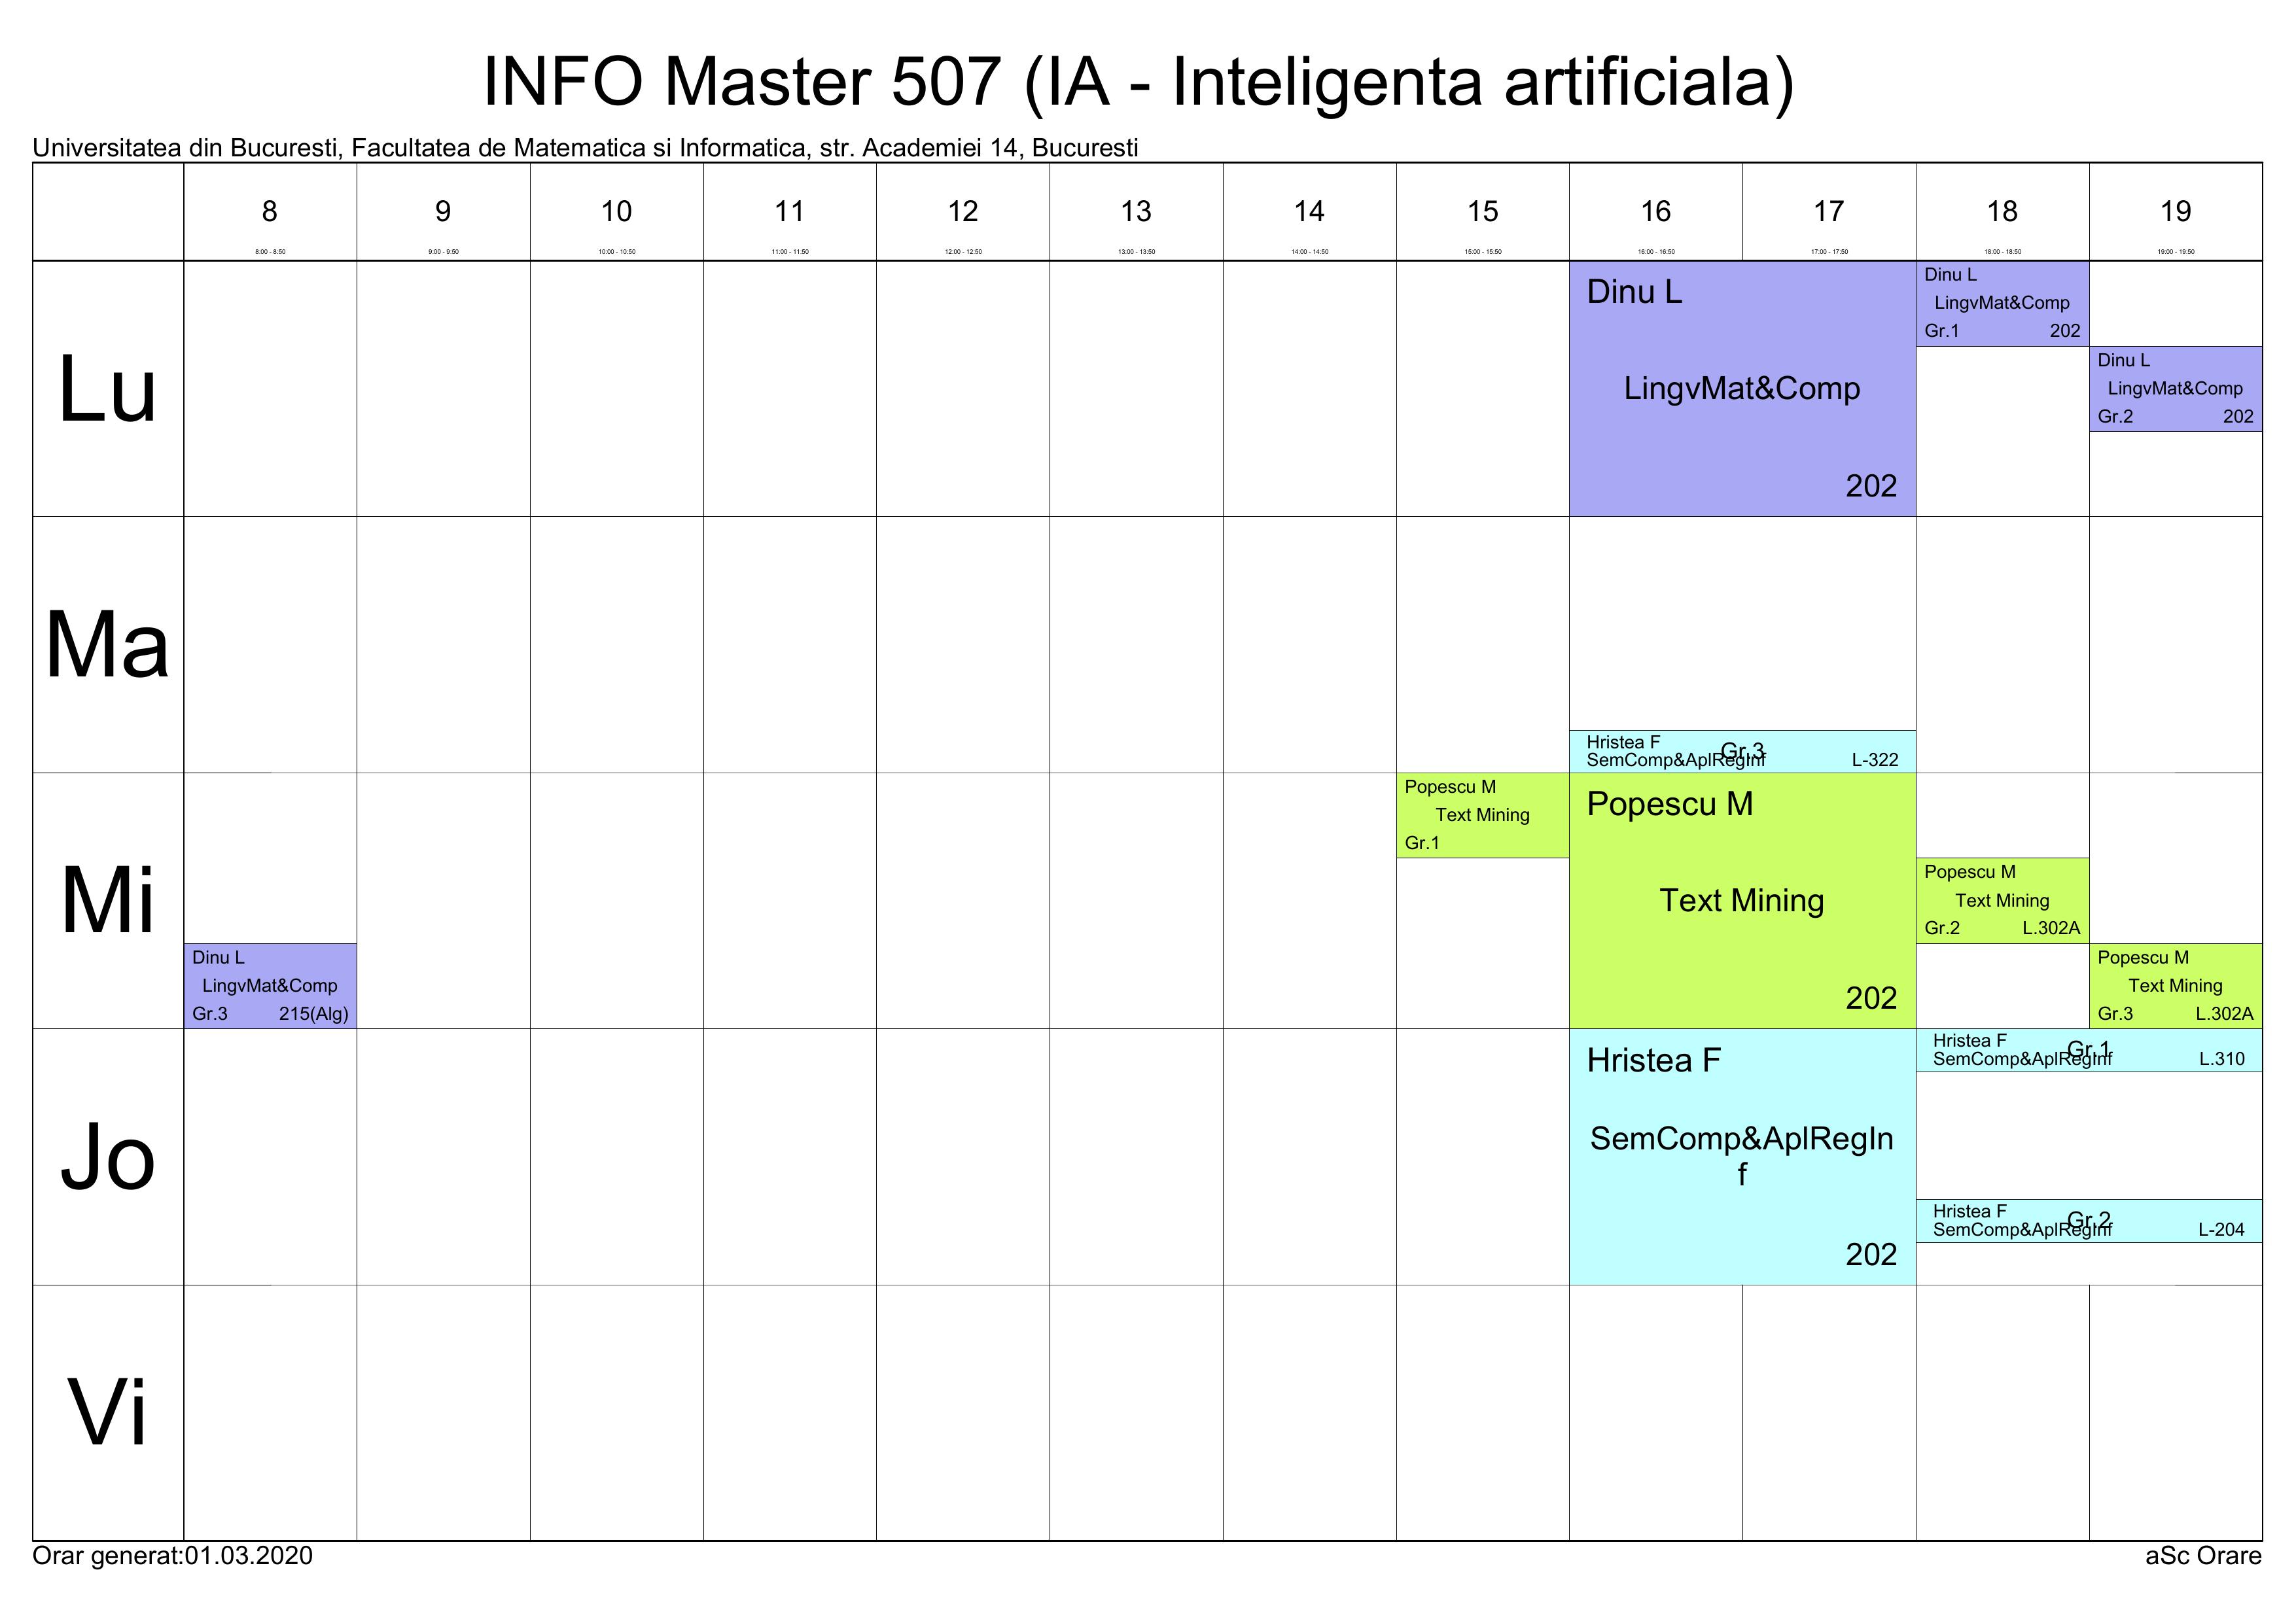 INFO Master 507 (IA - Inteligenta artificiala)
Universitatea din Bucuresti, Facultatea de Matematica si Informatica, str. Academiei 14, Bucuresti
8 9 10 11 12 13 14 15 16 17 18 19
8:00 - 8:50 9:00 - 9:50 10:00 - 10:50 11:00 - 11:50 12:00 - 12:50 13:00 - 13:50 14:00 - 14:50 15:00 - 15:50 16:00 - 16:50 17:00 - 17:50 18:00 - 18:50 19:00 - 19:50
Lu
Dinu L
LingvMat&Comp
202
Dinu L
LingvMat&Comp
Gr.1 202
Dinu L
LingvMat&Comp
Gr.2 202
Ma
Hristea F
Gr.3
SemComp&AplRegInf L-322
Mi
Dinu L
LingvMat&Comp
Gr.3 215(Alg)
Popescu M
Text Mining
Gr.1
Popescu M
Text Mining
202
Popescu M
Text Mining
Gr.2 L.302A
Popescu M
Text Mining
Gr.3 L.302A
Jo
Hristea F
SemComp&AplRegIn
f
202
Hristea F
Gr.1
SemComp&AplRegInf L.310
Hristea F
Gr.2
SemComp&AplRegInf L-204
Vi
Orar generat:01.03.2020
aSc Orare